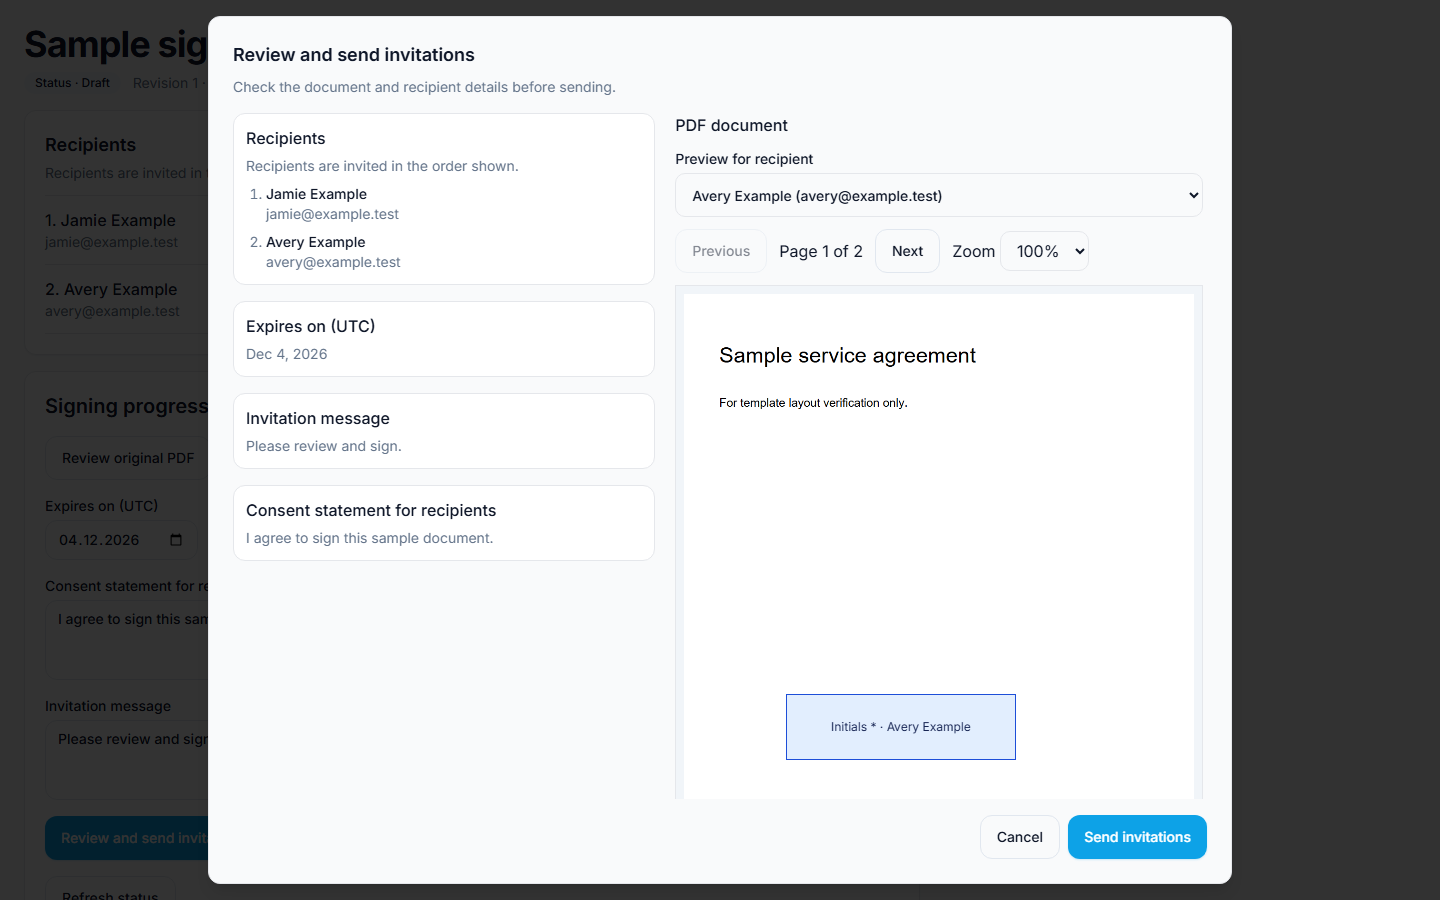 Sample sig
Status · Draft
Revision 1 ·
Recipients
Recipients are invited in
1. Jamie Example
jamie@example.test
2. Avery Example
avery@example.test
Signing progress
Review original PDF
Expires on (UTC)
04.12.2026
Consent statement for re
I agree to sign this sam
Invitation message
Please review and sign
Review and send invit
Refresh status
Review and send invitations
Check the document and recipient details before sending.
Recipients
Recipients are invited in the order shown.
1. Jamie Example
jamie@example.test
2. Avery Example
avery@example.test
Expires on (UTC)
Dec 4, 2026
Invitation message
Please review and sign.
Consent statement for recipients
I agree to sign this sample document.
PDF document
Preview for recipient
Avery Example (avery@example.test)
Previous
Page 1 of 2
Next
Zoom
100%
Sample service agreement
For template layout verification only.
Initials * · Avery Example
Cancel
Send invitations